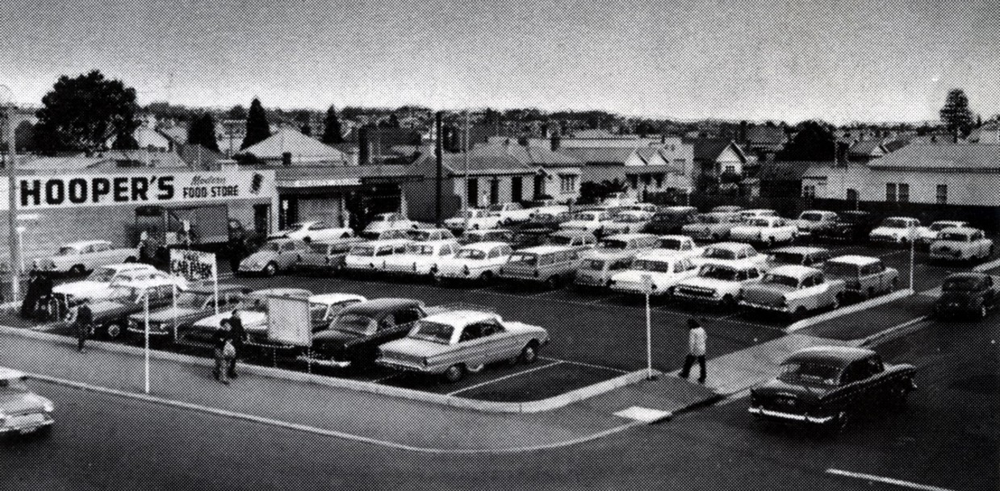 HOOPER'S
Modern
FOOD STORE
CAR PARK